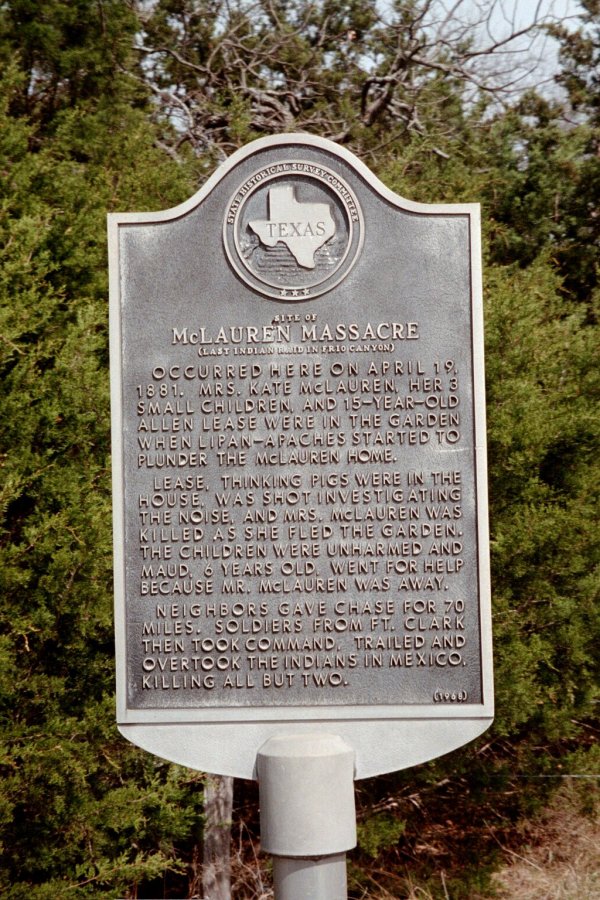 STATE HISTORICAL SURVEY COMMITTEE
TEXAS
SITE OF
McLAUREN MASSACRE
(LAST INDIAN RAID IN FRIO CANYON)
OCCURRED HERE ON APRIL 19,
1881. MRS. KATE McLAUREN, HER 3
SMALL CHILDREN, AND 15-YEAR-OLD
ALLEN LEASE WERE IN THE GARDEN
WHEN LIPAN-APACHES STARTED TO
PLUNDER THE McLAUREN HOME.
LEASE, THINKING PIGS WERE IN THE
HOUSE, WAS SHOT INVESTIGATING
THE NOISE, AND MRS. McLAUREN WAS
KILLED AS SHE FLED THE GARDEN.
THE CHILDREN WERE UNHARMED AND
MAUD, 6 YEARS OLD, WENT FOR HELP
BECAUSE MR. McLAUREN WAS AWAY.
NEIGHBORS GAVE CHASE FOR 70
MILES. SOLDIERS FROM FT. CLARK
THEN TOOK COMMAND, TRAILED AND
OVERTOOK THE INDIANS IN MEXICO,
KILLING ALL BUT TWO.
(1968)